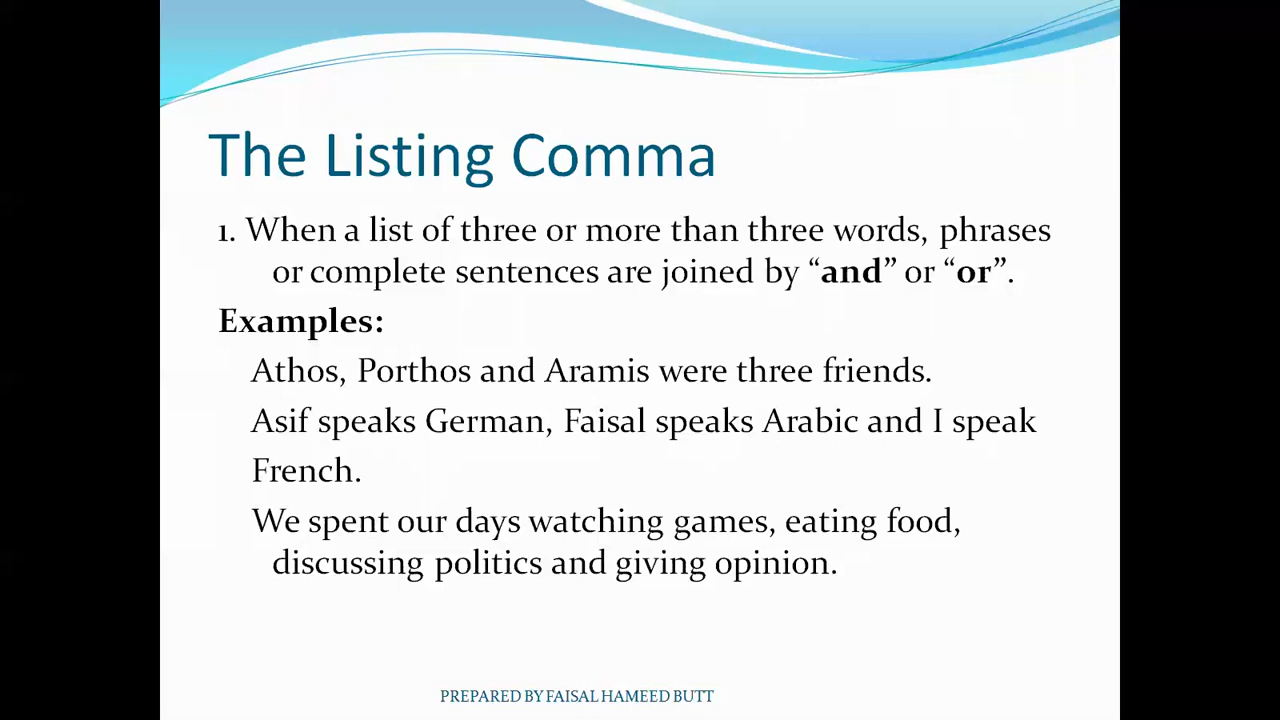 The Listing Comma
1. When a list of three or more than three words, phrases
or complete sentences are joined by “and” or “or”.
Examples:
Athos, Porthos and Aramis were three friends.
Asif speaks German, Faisal speaks Arabic and I speak
French.
We spent our days watching games, eating food,
discussing politics and giving opinion.
PREPARED BY FAISAL HAMEED BUTT